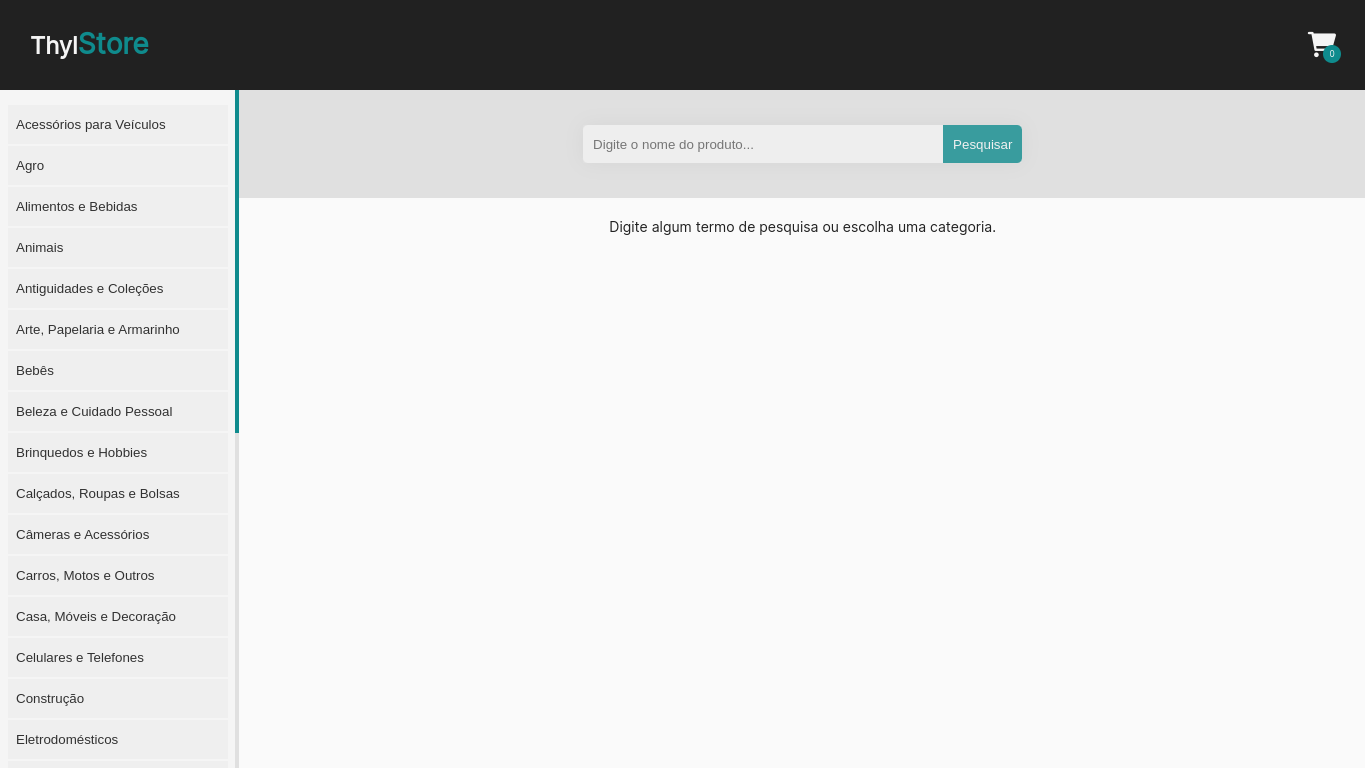 ThylStore
0
Acessórios para Veículos
Agro
Alimentos e Bebidas
Animais
Antiguidades e Coleções
Arte, Papelaria e Armarinho
Bebês
Beleza e Cuidado Pessoal
Brinquedos e Hobbies
Calçados, Roupas e Bolsas
Câmeras e Acessórios
Carros, Motos e Outros
Casa, Móveis e Decoração
Celulares e Telefones
Construção
Eletrodomésticos
Digite o nome do produto...
Pesquisar
Digite algum termo de pesquisa ou escolha uma categoria.